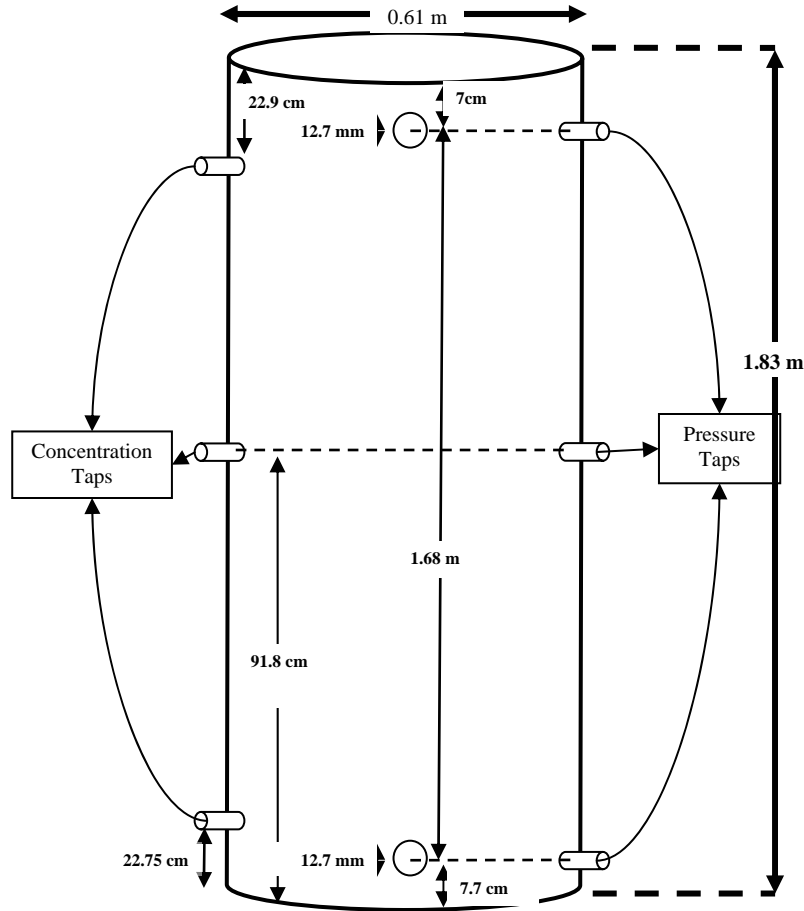 0.61 m
22.9 cm
7cm
12.7 mm
1.83 m
Concentration
Taps
Pressure
Taps
1.68 m
91.8 cm
22.75 cm
12.7 mm
7.7 cm